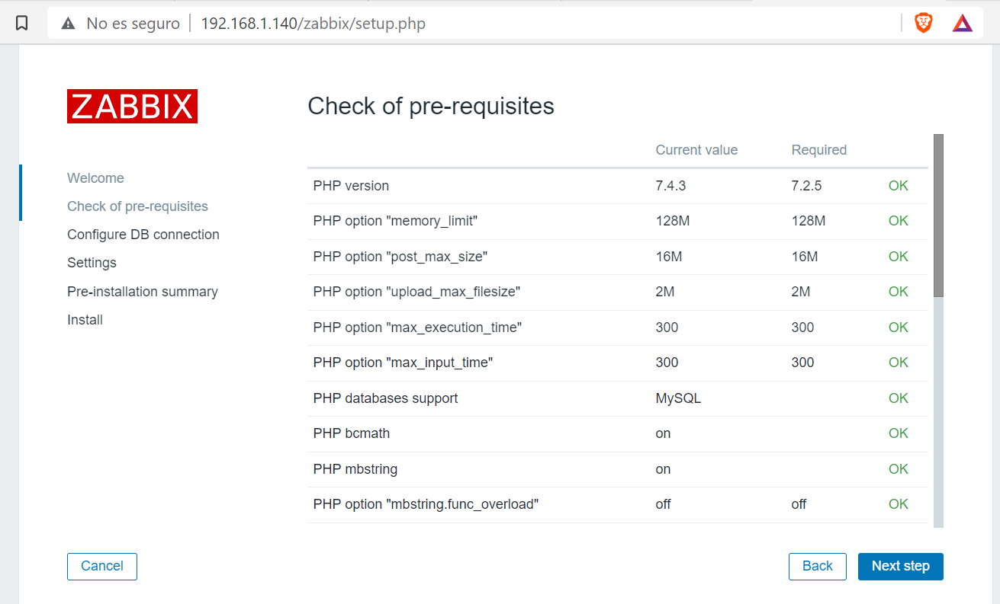 No es seguro 192.168.1.140/zabbix/setup.php
ZABBIX
Welcome
Check of pre-requisites
Configure DB connection
Settings
Pre-installation summary
Install
Check of pre-requisites
Current value Required
PHP version 7.4.3 7.2.5 OK
PHP option "memory_limit" 128M 128M OK
PHP option "post_max_size" 16M 16M OK
PHP option "upload_max_filesize" 2M 2M OK
PHP option "max_execution_time" 300 300 OK
PHP option "max_input_time" 300 300 OK
PHP databases support MySQL OK
PHP bcmath on OK
PHP mbstring on OK
PHP option "mbstring.func_overload" off off OK
Cancel Back Next step